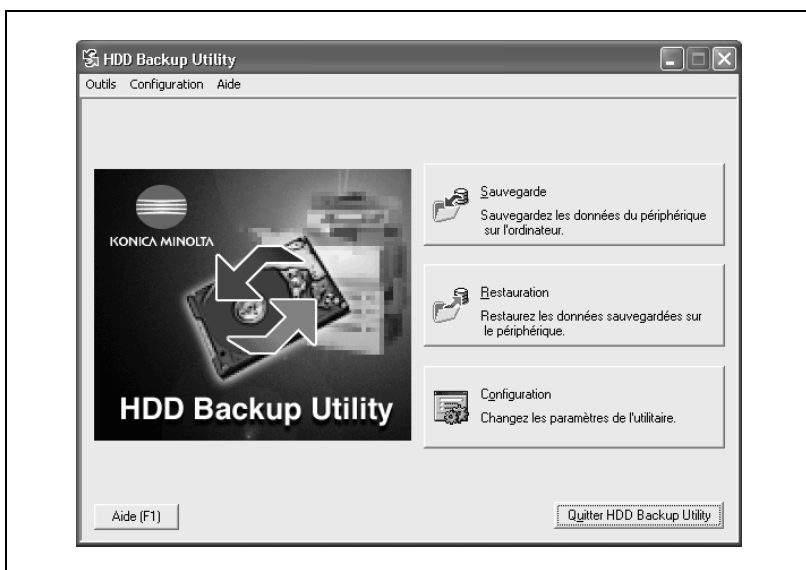 HDD Backup Utility
Outils Configuration Aide
KONICA MINOLTA
HDD Backup Utility
Sauvegarde
Sauvegardez les données du périphérique
sur l'ordinateur.
Restauration
Restaurez les données sauvegardées sur
le périphérique.
Configuration
Changez les paramètres de l'utilitaire.
Aide (F1)
Quitter HDD Backup Utility